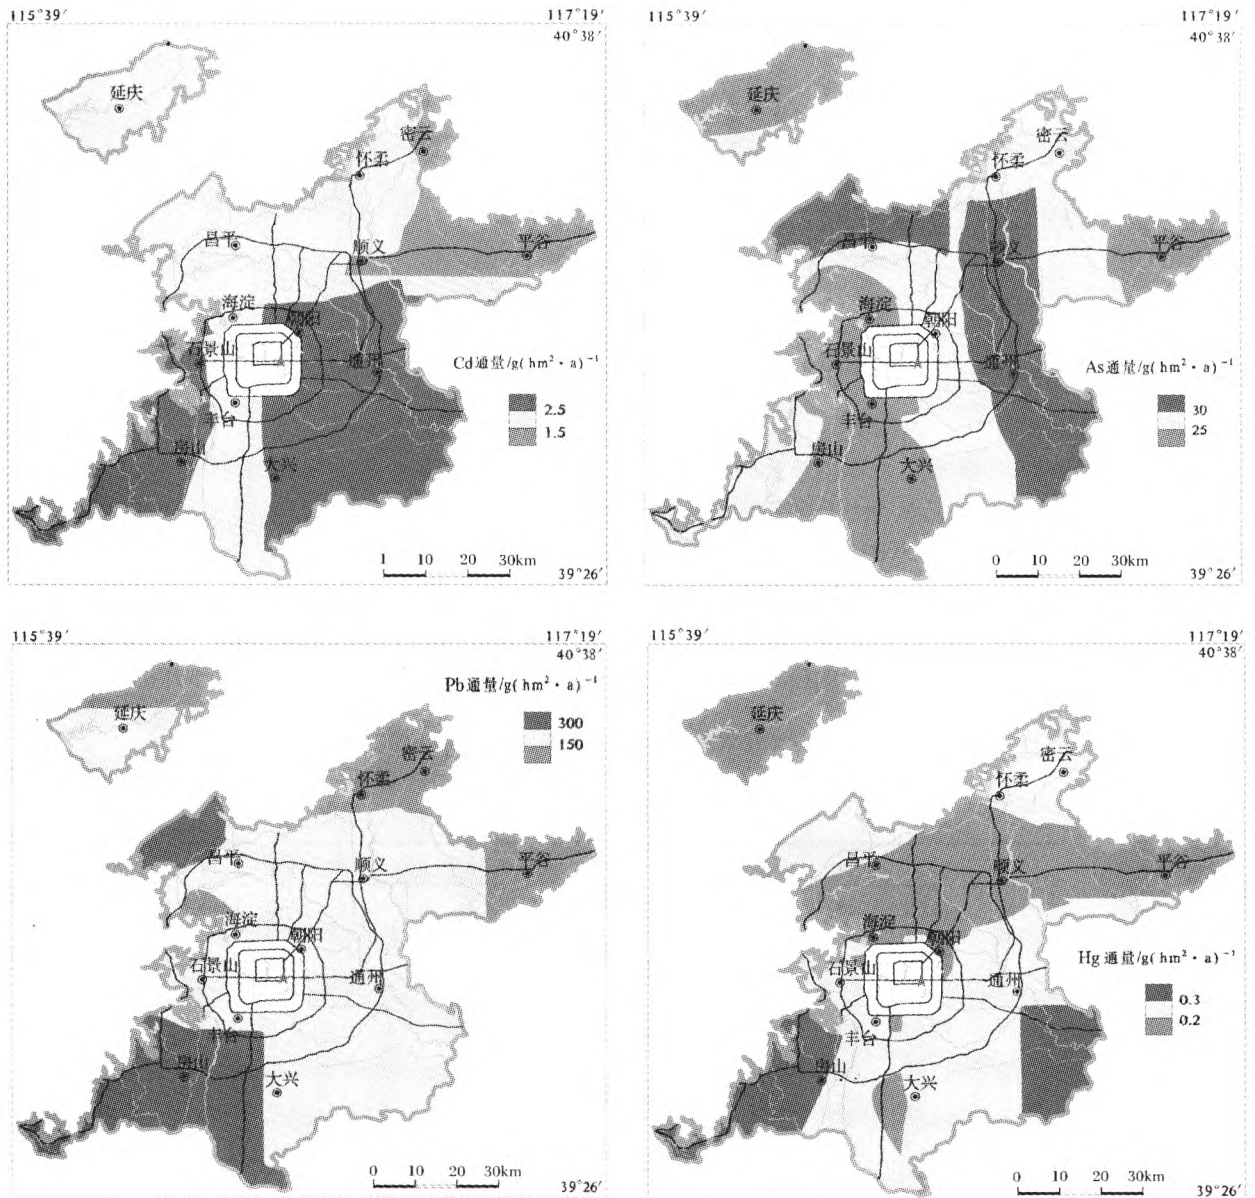 115°39′
117°19′
40°38′
延庆
密云
怀柔
昌平
顺义
平谷
海淀
朝阳
石景山
通州
Cd通量/g(hm²·a)⁻¹
2.5
1.5
丰台
房山
大兴
1 10 20 30km
39°26′
115°39′
117°19′
40°38′
延庆
密云
怀柔
昌平
顺义
平谷
海淀
朝阳
石景山
通州
As通量/g(hm²·a)⁻¹
30
25
丰台
房山
大兴
0 10 20 30km
39°26′
115°39′
117°19′
40°38′
Pb通量/g(hm²·a)⁻¹
300
150
延庆
密云
怀柔
昌平
顺义
平谷
海淀
朝阳
石景山
通州
丰台
房山
大兴
0 10 20 30km
39°26′
115°39′
117°19′
40°38′
延庆
密云
怀柔
昌平
顺义
平谷
海淀
朝阳
石景山
通州
Hg通量/g(hm²·a)⁻¹
0.3
0.2
丰台
房山
大兴
0 10 20 30km
39°26′